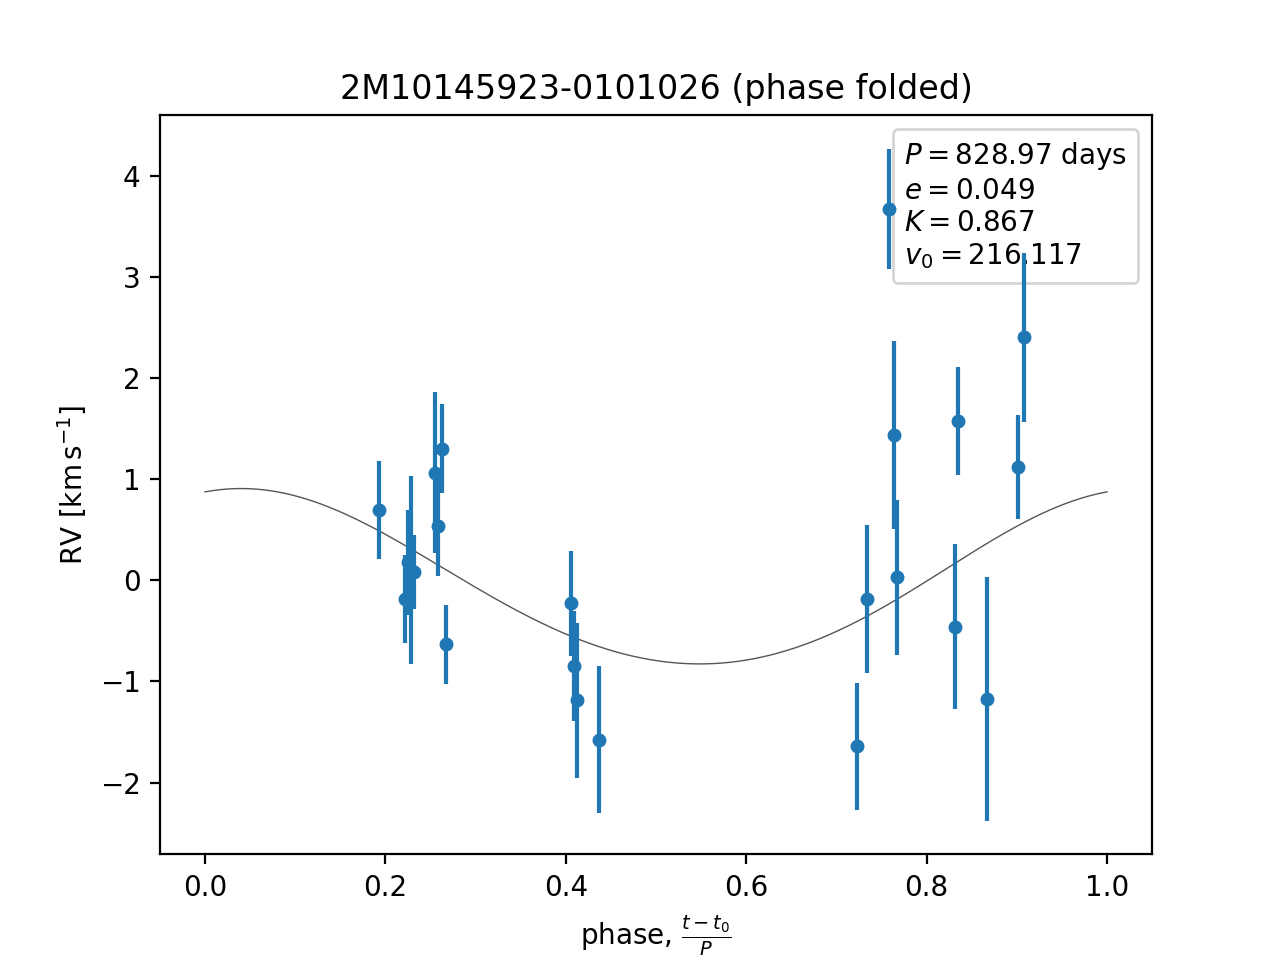 2M10145923-0101026 (phase folded)
P = 828.97 days
e = 0.049
K = 0.867
v₀ = 216.117
4
3
2
1
0
−1
−2
RV [km s⁻¹]
0.0 0.2 0.4 0.6 0.8 1.0
phase, (t − t₀)/P